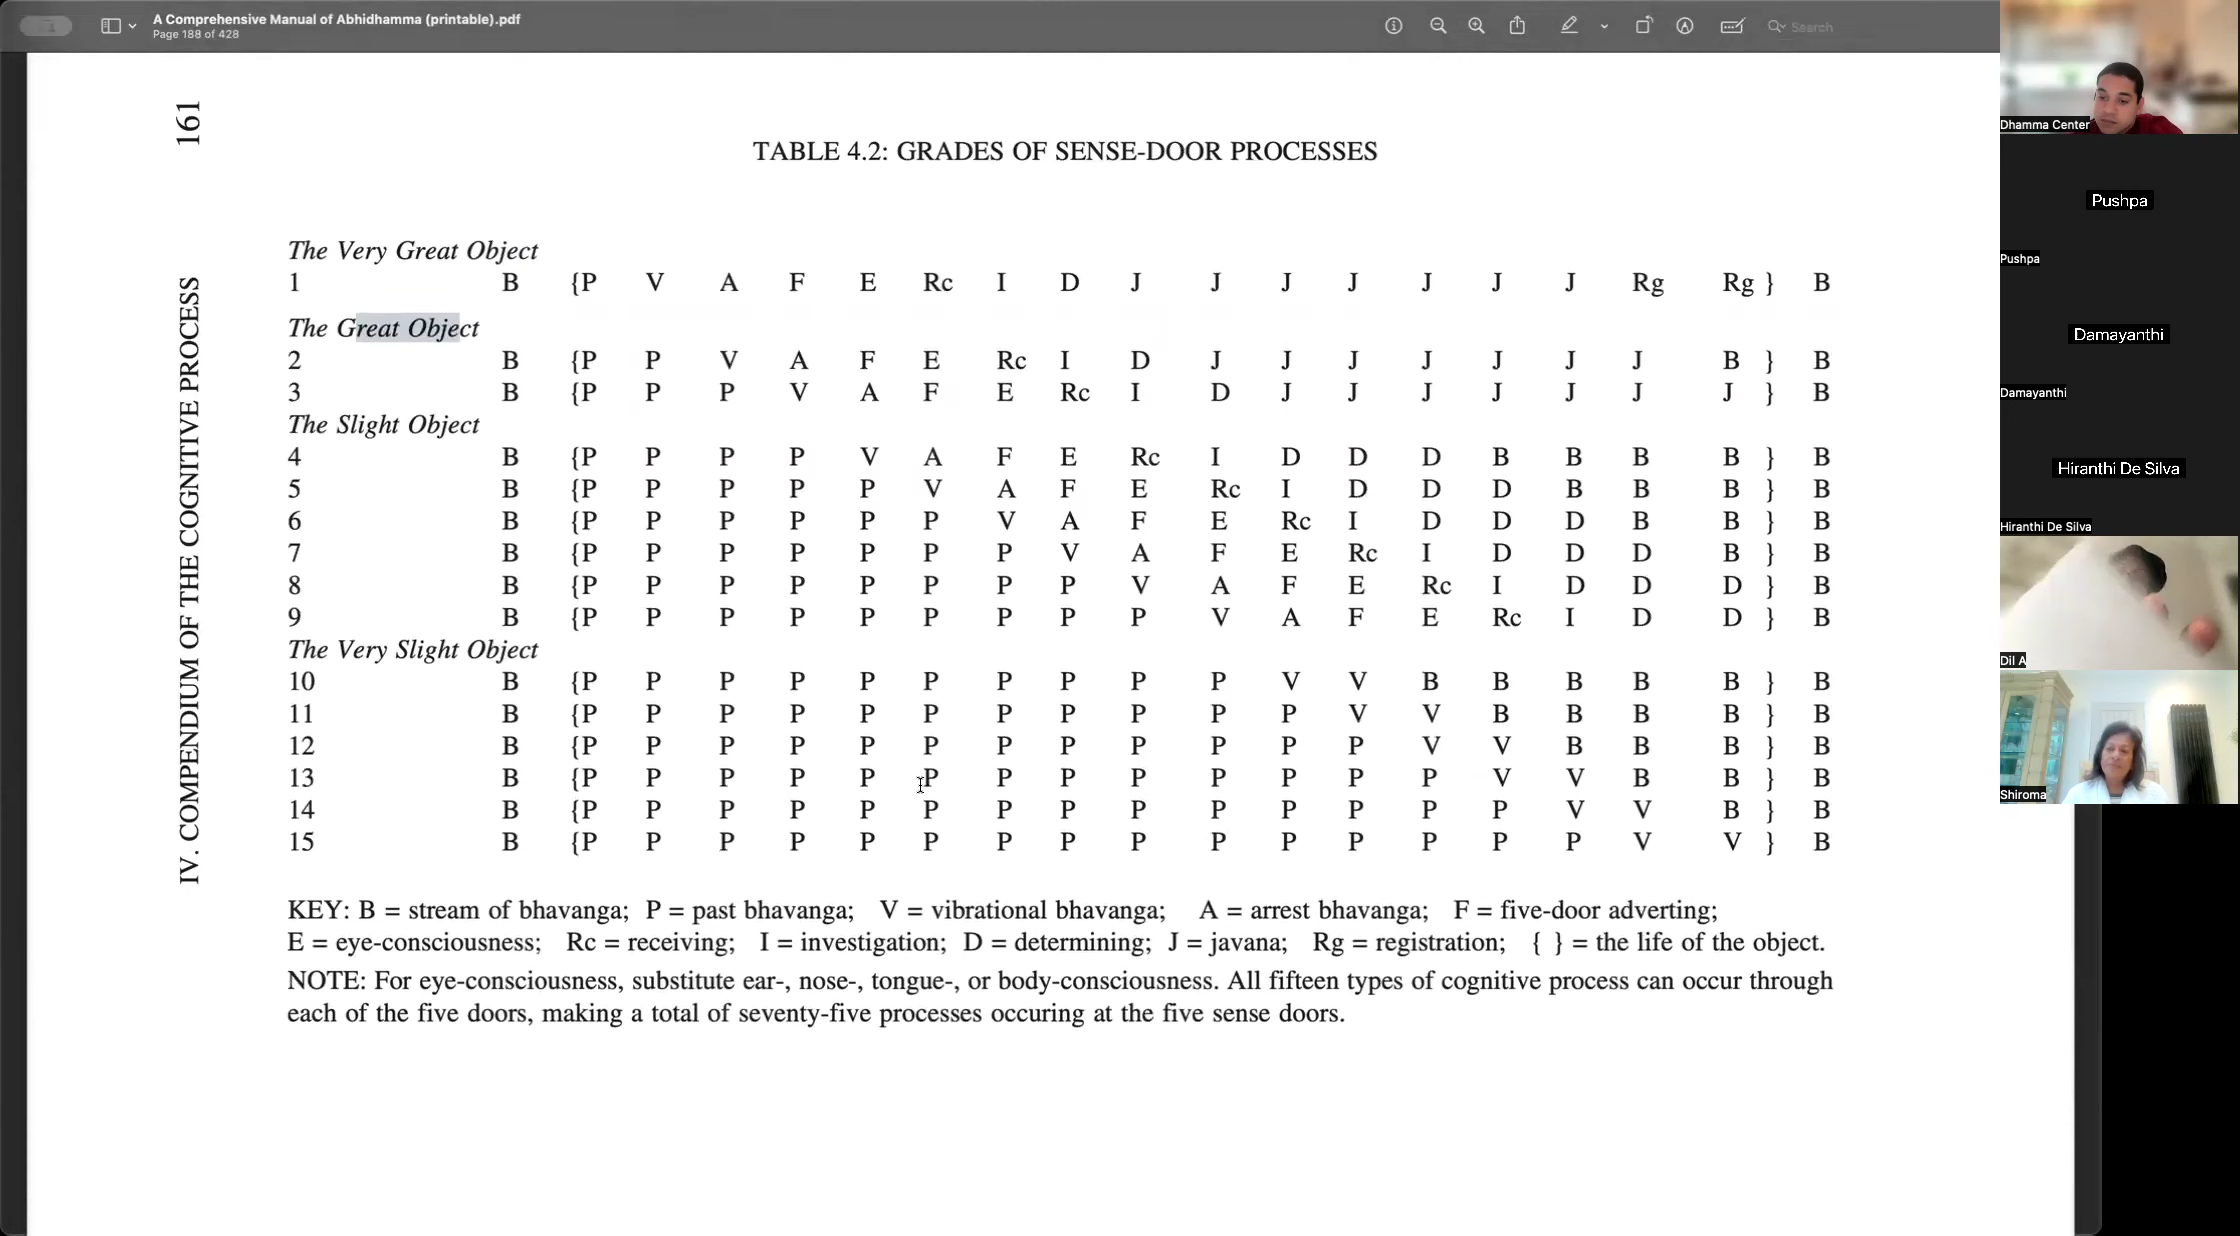 A Comprehensive Manual of Abhidhamma (printable).pdf
Page 188 of 428
Search
161
IV. COMPENDIUM OF THE COGNITIVE PROCESS
TABLE 4.2: GRADES OF SENSE-DOOR PROCESSES
The Very Great Object
1 B {P V A F E Rc I D J J J J J J J Rg Rg } B
The Great Object
2 B {P P V A F E Rc I D J J J J J J J B } B
3 B {P P P V A F E Rc I D J J J J J J J } B
The Slight Object
4 B {P P P P V A F E Rc I D D D B B B B } B
5 B {P P P P P V A F E Rc I D D D B B B } B
6 B {P P P P P P V A F E Rc I D D D B B } B
7 B {P P P P P P P V A F E Rc I D D D B } B
8 B {P P P P P P P P V A F E Rc I D D D } B
9 B {P P P P P P P P P V A F E Rc I D D } B
The Very Slight Object
10 B {P P P P P P P P P P V V B B B B B } B
11 B {P P P P P P P P P P P V V B B B B } B
12 B {P P P P P P P P P P P P V V B B B } B
13 B {P P P P P P P P P P P P P V V B B } B
14 B {P P P P P P P P P P P P P P V V B } B
15 B {P P P P P P P P P P P P P P P V V } B
KEY: B = stream of bhavanga; P = past bhavanga; V = vibrational bhavanga; A = arrest bhavanga; F = five-door adverting;
E = eye-consciousness; Rc = receiving; I = investigation; D = determining; J = javana; Rg = registration; { } = the life of the object.
NOTE: For eye-consciousness, substitute ear-, nose-, tongue-, or body-consciousness. All fifteen types of cognitive process can occur through
each of the five doors, making a total of seventy-five processes occuring at the five sense doors.
Dhamma Center
Pushpa
Pushpa
Damayanthi
Damayanthi
Hiranthi De Silva
Hiranthi De Silva
Dil A
Shiroma